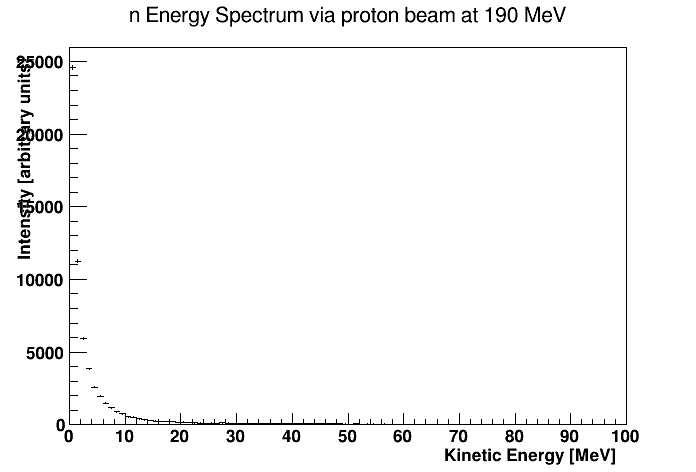 n Energy Spectrum via proton beam at 190 MeV
Intensity [arbitrary units]
25000
20000
15000
10000
5000
0
0 10 20 30 40 50 60 70 80 90 100
Kinetic Energy [MeV]